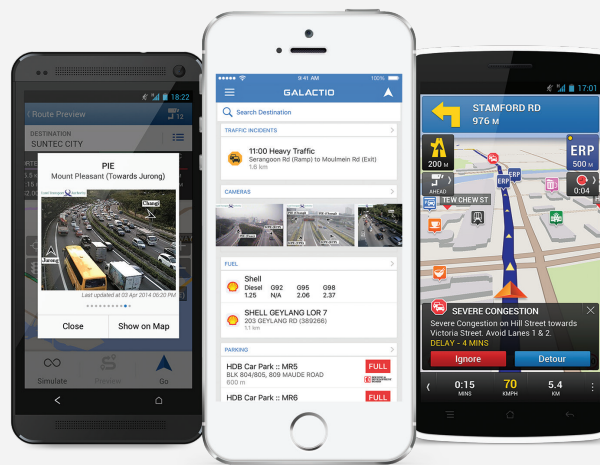 18:22
Route Preview
12
DESTINATION
SUNTEC CITY
PIE
Mount Pleasant (Towards Jurong)
Changi
Jurong
Last updated at 03 Apr 2014 06:20 PM
Close
Show on Map
Simulate
Preview
Go
9:41 AM
100%
GALACTIO
Search Destination
TRAFFIC INCIDENTS
11:00 Heavy Traffic
Serangoon Rd (Ramp) to Moulmein Rd (Exit)
1.6 km
CAMERAS
FUEL
Shell
Diesel G92 G95 G98
1.25 N/A 2.06 2.37
SHELL GEYLANG LOR 7
203 GEYLANG RD (389266)
1.1 km
PARKING
HDB Car Park :: MR5
FULL
BLK 804/805, 809 MAUDE ROAD
600 m
HDB Car Park :: MR6
FULL
17:01
STAMFORD RD
976 M
200 M
ERP
500 M
AHEAD
0:04
ERP
ERP
ERP
TEW CHEW ST
SEVERE CONGESTION
Severe Congestion on Hill Street towards
Victoria Street. Avoid Lanes 1 & 2.
DELAY - 4 MINS
Ignore
Detour
0:15
MINS
70
KMPH
5.4
KM